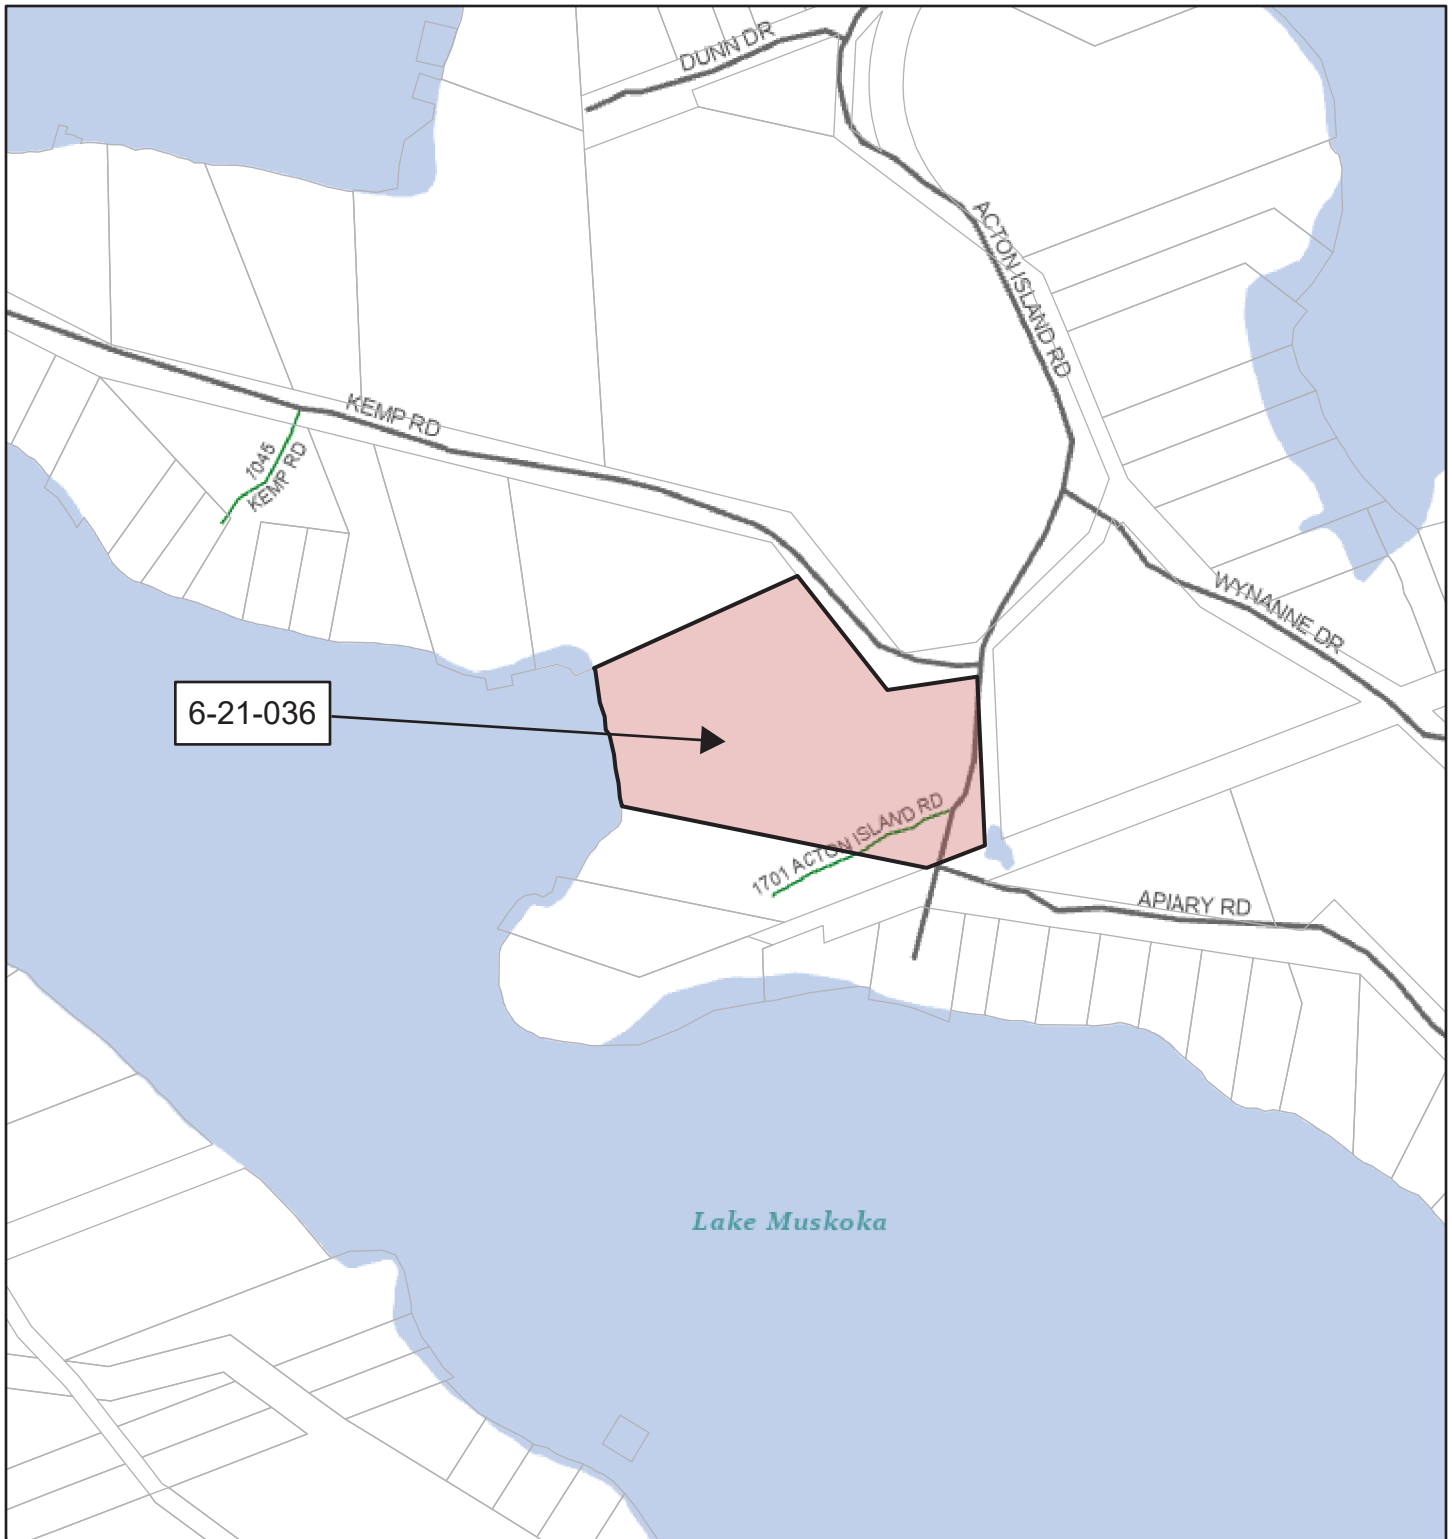 DUNN DR
ACTON ISLAND RD
KEMP RD
1045
KEMP RD
WYNANNE DR
6-21-036
1701 ACTON ISLAND RD
APIARY RD
Lake Muskoka